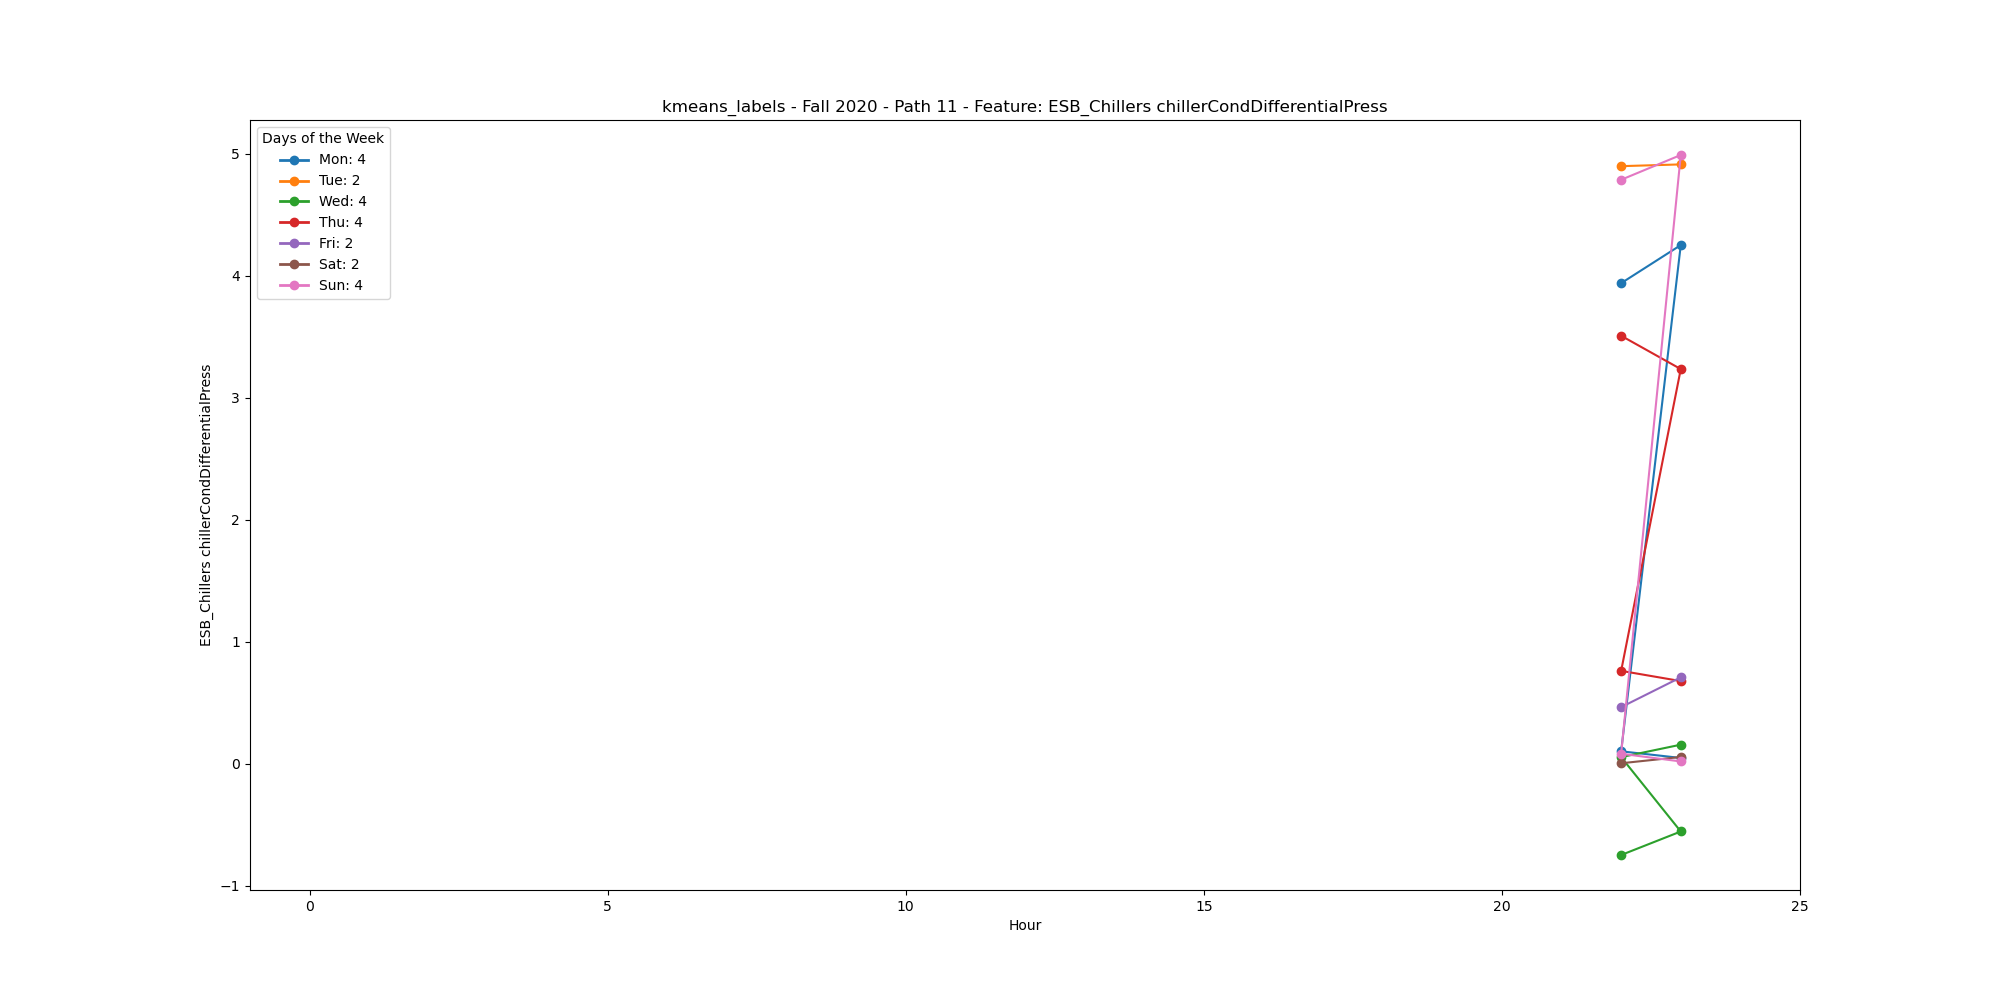 kmeans_labels - Fall 2020 - Path 11 - Feature: ESB_Chillers chillerCondDifferentialPress
Days of the Week
Mon: 4
Tue: 2
Wed: 4
Thu: 4
Fri: 2
Sat: 2
Sun: 4
ESB_Chillers chillerCondDifferentialPress
5
4
3
2
1
0
−1
0
5
10
15
20
25
Hour